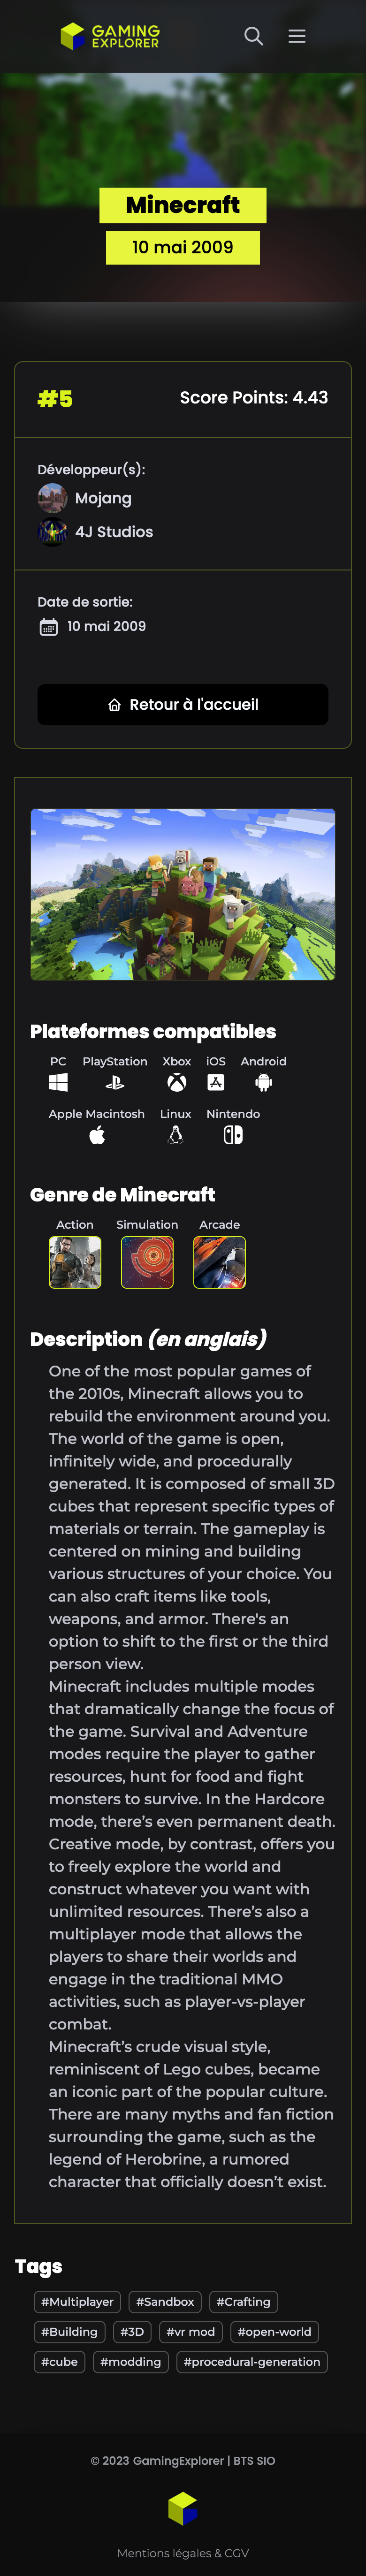 GAMING
EXPLORER
Minecraft
10 mai 2009
#5
Score Points: 4.43
Développeur(s):
Mojang
4J Studios
Date de sortie:
10 mai 2009
Retour à l'accueil
Plateformes compatibles
PC PlayStation Xbox iOS Android
Apple Macintosh Linux Nintendo
Genre de Minecraft
Action Simulation Arcade
Description (en anglais)
One of the most popular games of
the 2010s, Minecraft allows you to
rebuild the environment around you.
The world of the game is open,
infinitely wide, and procedurally
generated. It is composed of small 3D
cubes that represent specific types of
materials or terrain. The gameplay is
centered on mining and building
various structures of your choice. You
can also craft items like tools,
weapons, and armor. There's an
option to shift to the first or the third
person view.
Minecraft includes multiple modes
that dramatically change the focus of
the game. Survival and Adventure
modes require the player to gather
resources, hunt for food and fight
monsters to survive. In the Hardcore
mode, there’s even permanent death.
Creative mode, by contrast, offers you
to freely explore the world and
construct whatever you want with
unlimited resources. There’s also a
multiplayer mode that allows the
players to share their worlds and
engage in the traditional MMO
activities, such as player-vs-player
combat.
Minecraft’s crude visual style,
reminiscent of Lego cubes, became
an iconic part of the popular culture.
There are many myths and fan fiction
surrounding the game, such as the
legend of Herobrine, a rumored
character that officially doesn’t exist.
Tags
#Multiplayer #Sandbox #Crafting
#Building #3D #vr mod #open-world
#cube #modding #procedural-generation
© 2023 GamingExplorer | BTS SIO
Mentions légales & CGV